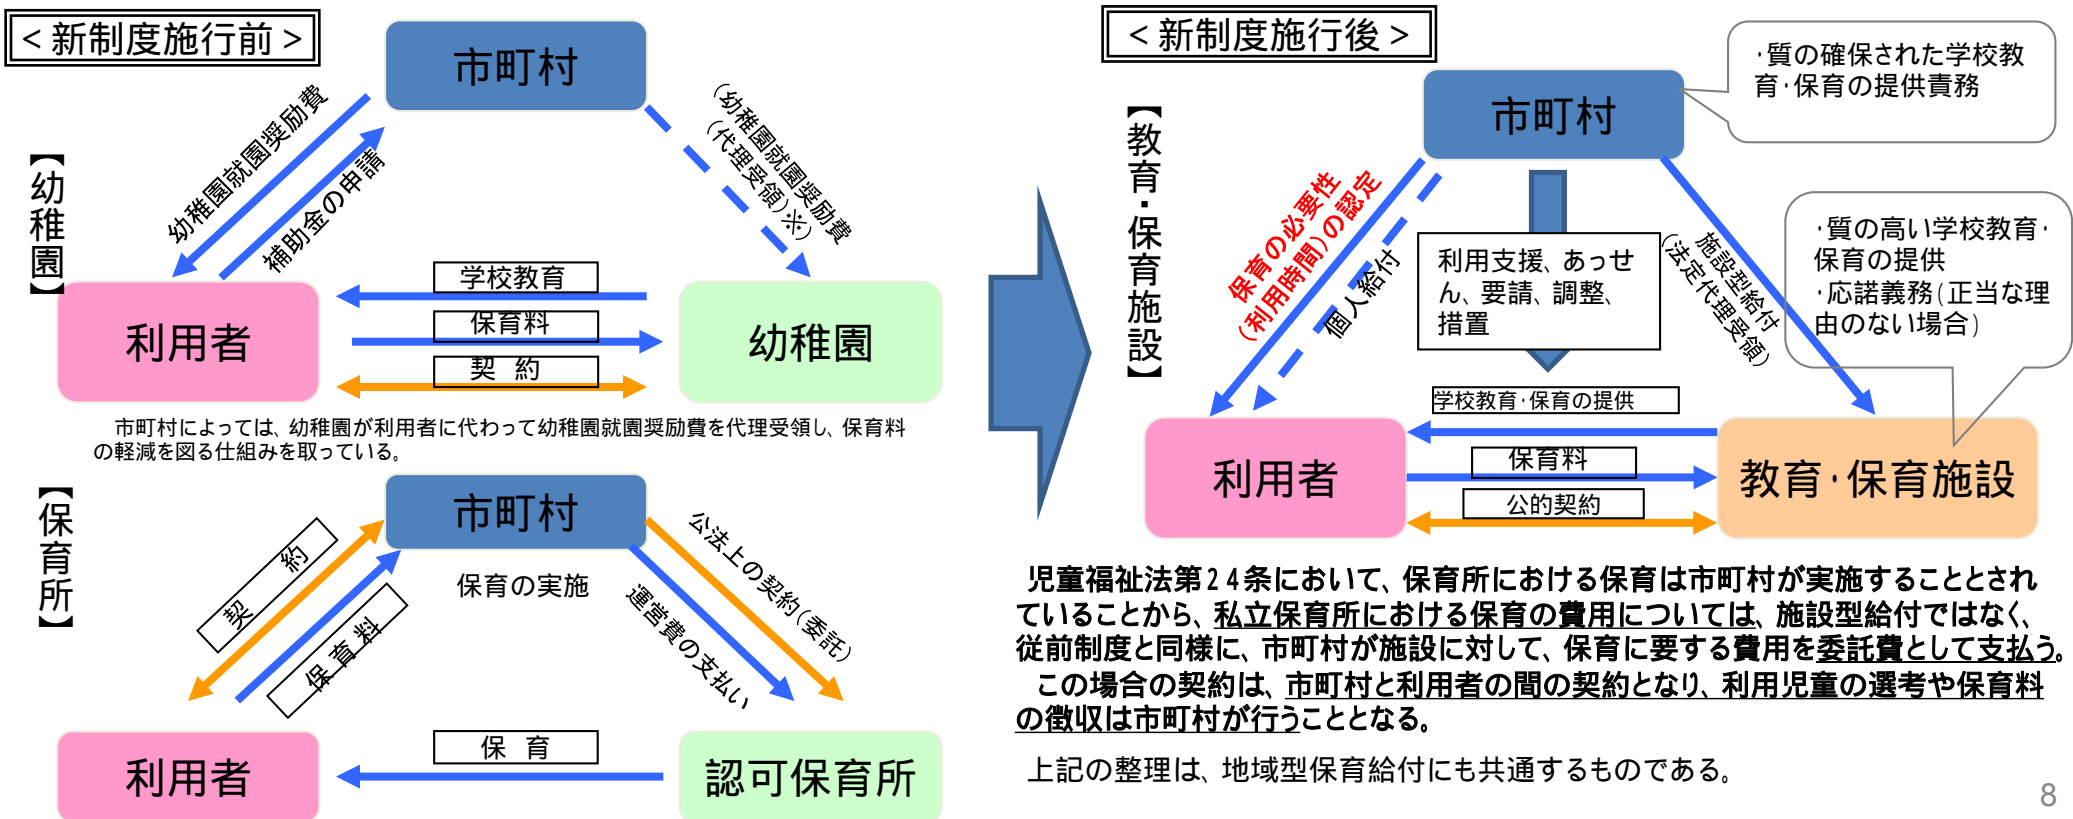 ＜新制度施行前＞
【幼稚園】
市町村
幼稚園就園奨励費
補助金の申請
(幼稚園就園奨励費
(代理受領)※)
学校教育
保育料
契 約
利用者
幼稚園
市町村によっては、幼稚園が利用者に代わって幼稚園就園奨励費を代理受領し、保育料
の軽減を図る仕組みを取っている。
【保育所】
市町村
契 約
保育料
保育の実施
公法上の契約(委託)
運営費の支払い
保 育
利用者
認可保育所
＜新制度施行後＞
【教育・保育施設】
市町村
・質の確保された学校教
育・保育の提供責務
保育の必要性
(利用時間)の認定
個人給付
利用支援、あっせ
ん、要請、調整、
措置
施設型給付
(法定代理受領)
・質の高い学校教育・
保育の提供
・応諾義務(正当な理
由のない場合)
学校教育・保育の提供
保育料
公的契約
利用者
教育・保育施設
児童福祉法第24条において、保育所における保育は市町村が実施することとされ
ていることから、私立保育所における保育の費用については、施設型給付ではなく、
従前制度と同様に、市町村が施設に対して、保育に要する費用を委託費として支払う。
この場合の契約は、市町村と利用者の間の契約となり、利用児童の選考や保育料
の徴収は市町村が行うこととなる。
上記の整理は、地域型保育給付にも共通するものである。
8